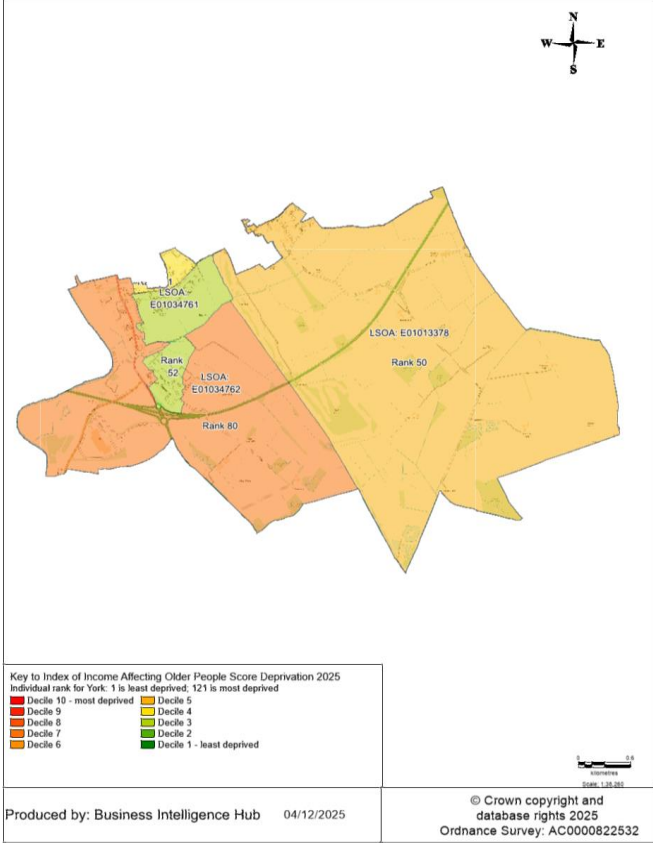 N
W E
S
1
LSOA:
E01034761
LSOA: E01013378
Rank
52
Rank 50
LSOA:
E01034762
Rank 80
Key to Index of Income Affecting Older People Score Deprivation 2025
Individual rank for York: 1 is least deprived; 121 is most deprived
Decile 10 - most deprived
Decile 9
Decile 8
Decile 7
Decile 6
Decile 5
Decile 4
Decile 3
Decile 2
Decile 1 - least deprived
0 0.6
kilometres
Produced by: Business Intelligence Hub 04/12/2025
© Crown copyright and
database rights 2025
Ordnance Survey: AC0000822532